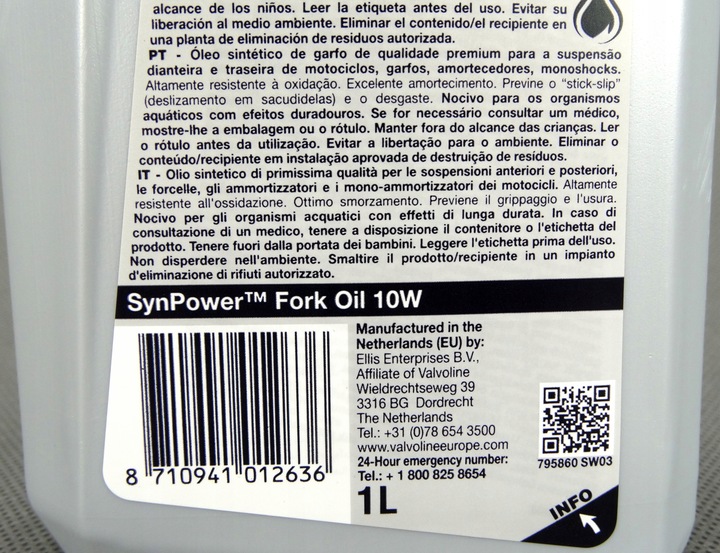 alcance de los niños. Leer la etiqueta antes del uso. Evitar su
liberación al medio ambiente. Eliminar el contenido/el recipiente en
una planta de eliminación de residuos autorizada.
PT - Óleo sintético de garfo de qualidade premium para a suspensão
dianteira e traseira de motociclos, garfos, amortecedores, monoshocks.
Altamente resistente à oxidação. Excelente amortecimento. Previne o “stick-slip”
(deslizamento em sacudidelas) e o desgaste. Nocivo para os organismos
aquáticos com efeitos duradouros. Se for necessário consultar um médico,
mostre-lhe a embalagem ou o rótulo. Manter fora do alcance das crianças. Ler
o rótulo antes da utilização. Evitar a libertação para o ambiente. Eliminar o
conteúdo/recipiente em instalação aprovada de destruição de resíduos.
IT - Olio sintetico di primissima qualità per le sospensioni anteriori e posteriori,
le forcelle, gli ammortizzatori e i mono-ammortizzatori dei motocicli. Altamente
resistente all'ossidazione. Ottimo smorzamento. Previene il grippaggio e l'usura.
Nocivo per gli organismi acquatici con effetti di lunga durata. In caso di
consultazione di un medico, tenere a disposizione il contenitore o l'etichetta del
prodotto. Tenere fuori dalla portata dei bambini. Leggere l'etichetta prima dell'uso.
Non disperdere nell'ambiente. Smaltire il prodotto/recipiente in un impianto
d'eliminazione di rifiuti autorizzato.
SynPower™ Fork Oil 10W
Manufactured in the
Netherlands (EU) by:
Ellis Enterprises B.V.,
Affiliate of Valvoline
Wieldrechtseweg 39
3316 BG Dordrecht
The Netherlands
Tel.: +31 (0)78 654 3500
www.valvolineeurope.com
24-Hour emergency number:
Tel.: + 1 800 825 8654
1L
8 710941 012636
795860 SW03
INFO